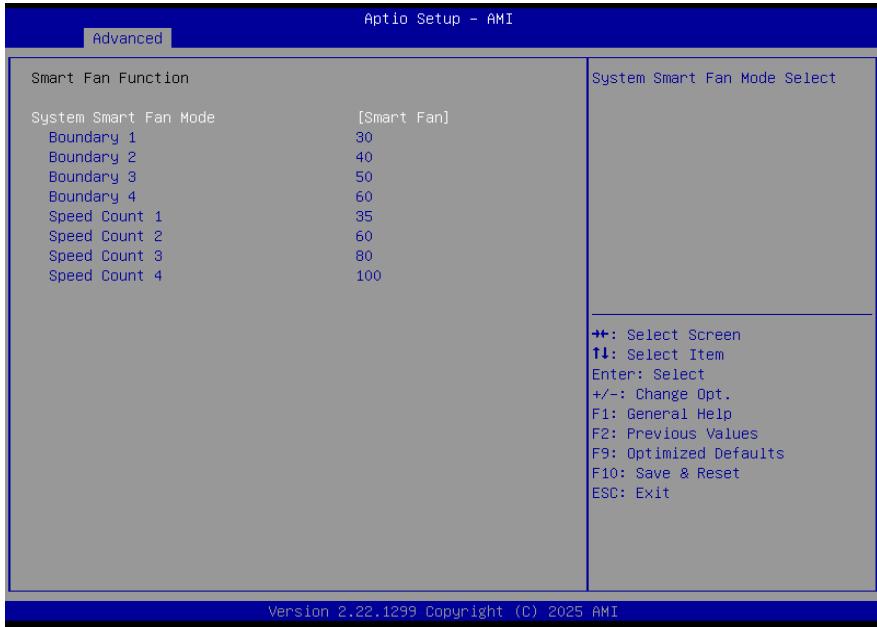 Aptio Setup - AMI
Advanced
Smart Fan Function
System Smart Fan Mode [Smart Fan]
Boundary 1 30
Boundary 2 40
Boundary 3 50
Boundary 4 60
Speed Count 1 35
Speed Count 2 60
Speed Count 3 80
Speed Count 4 100
System Smart Fan Mode Select
→←: Select Screen
↑↓: Select Item
Enter: Select
+/-: Change Opt.
F1: General Help
F2: Previous Values
F9: Optimized Defaults
F10: Save & Reset
ESC: Exit
Version 2.22.1299 Copyright (C) 2025 AMI